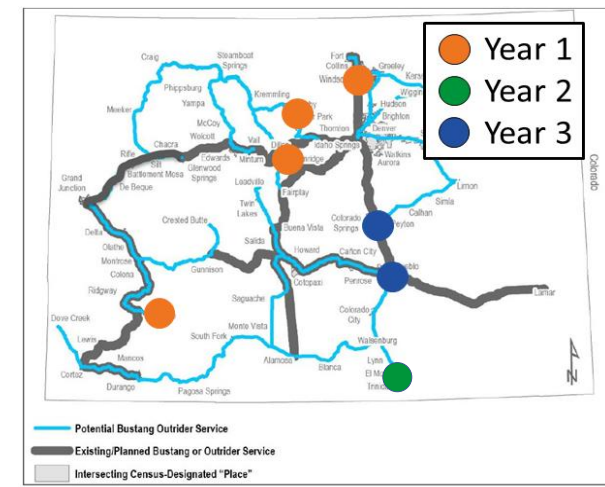 Craig
Steamboat
Springs
Phippsburg
Yampa
Meeker
McCoy
Wolcott
Kremmling
Park
Fort
Collins
Windsor
Greeley
Hudson
Brighton
Thornton
Denver
Watkins
Aurora
Idaho Springs
Vail
Minturn
Edwards
Glenwood
Springs
Chacra
Silt
Rifle
Battlement Mesa
De Beque
Grand
Junction
Leadville
Twin
Lakes
Fairplay
Buena Vista
Limon
Simla
Calhan
Peyton
Colorado
Springs
Crested Butte
Delta
Olathe
Montrose
Colona
Ridgway
Gunnison
Salida
Howard
Cañon City
Cotopaxi
Penrose
Lamar
Saguache
Colorado
City
Dove Creek
Lewis
Cortez
Mancos
Durango
Pagosa Springs
South Fork
Monte Vista
Alamosa
Blanca
Walsenburg
Lynn
Colorado
N
Year 1
Year 2
Year 3
Potential Bustang Outrider Service
Existing/Planned Bustang or Outrider Service
Intersecting Census-Designated "Place"